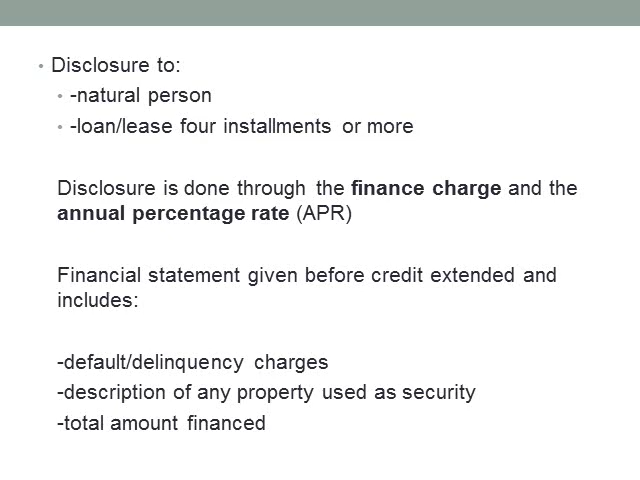 • Disclosure to:
• -natural person
• -loan/lease four installments or more
Disclosure is done through the finance charge and the
annual percentage rate (APR)
Financial statement given before credit extended and
includes:
-default/delinquency charges
-description of any property used as security
-total amount financed